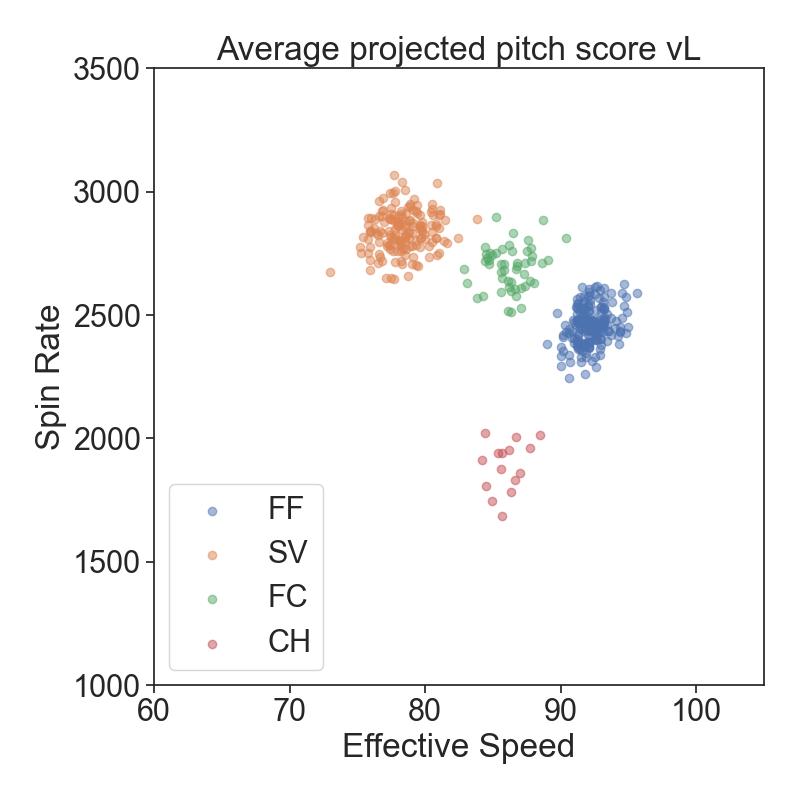 Average projected pitch score vL
3500
3000
2500
2000
1500
1000
Spin Rate
FF
SV
FC
CH
60 70 80 90 100
Effective Speed